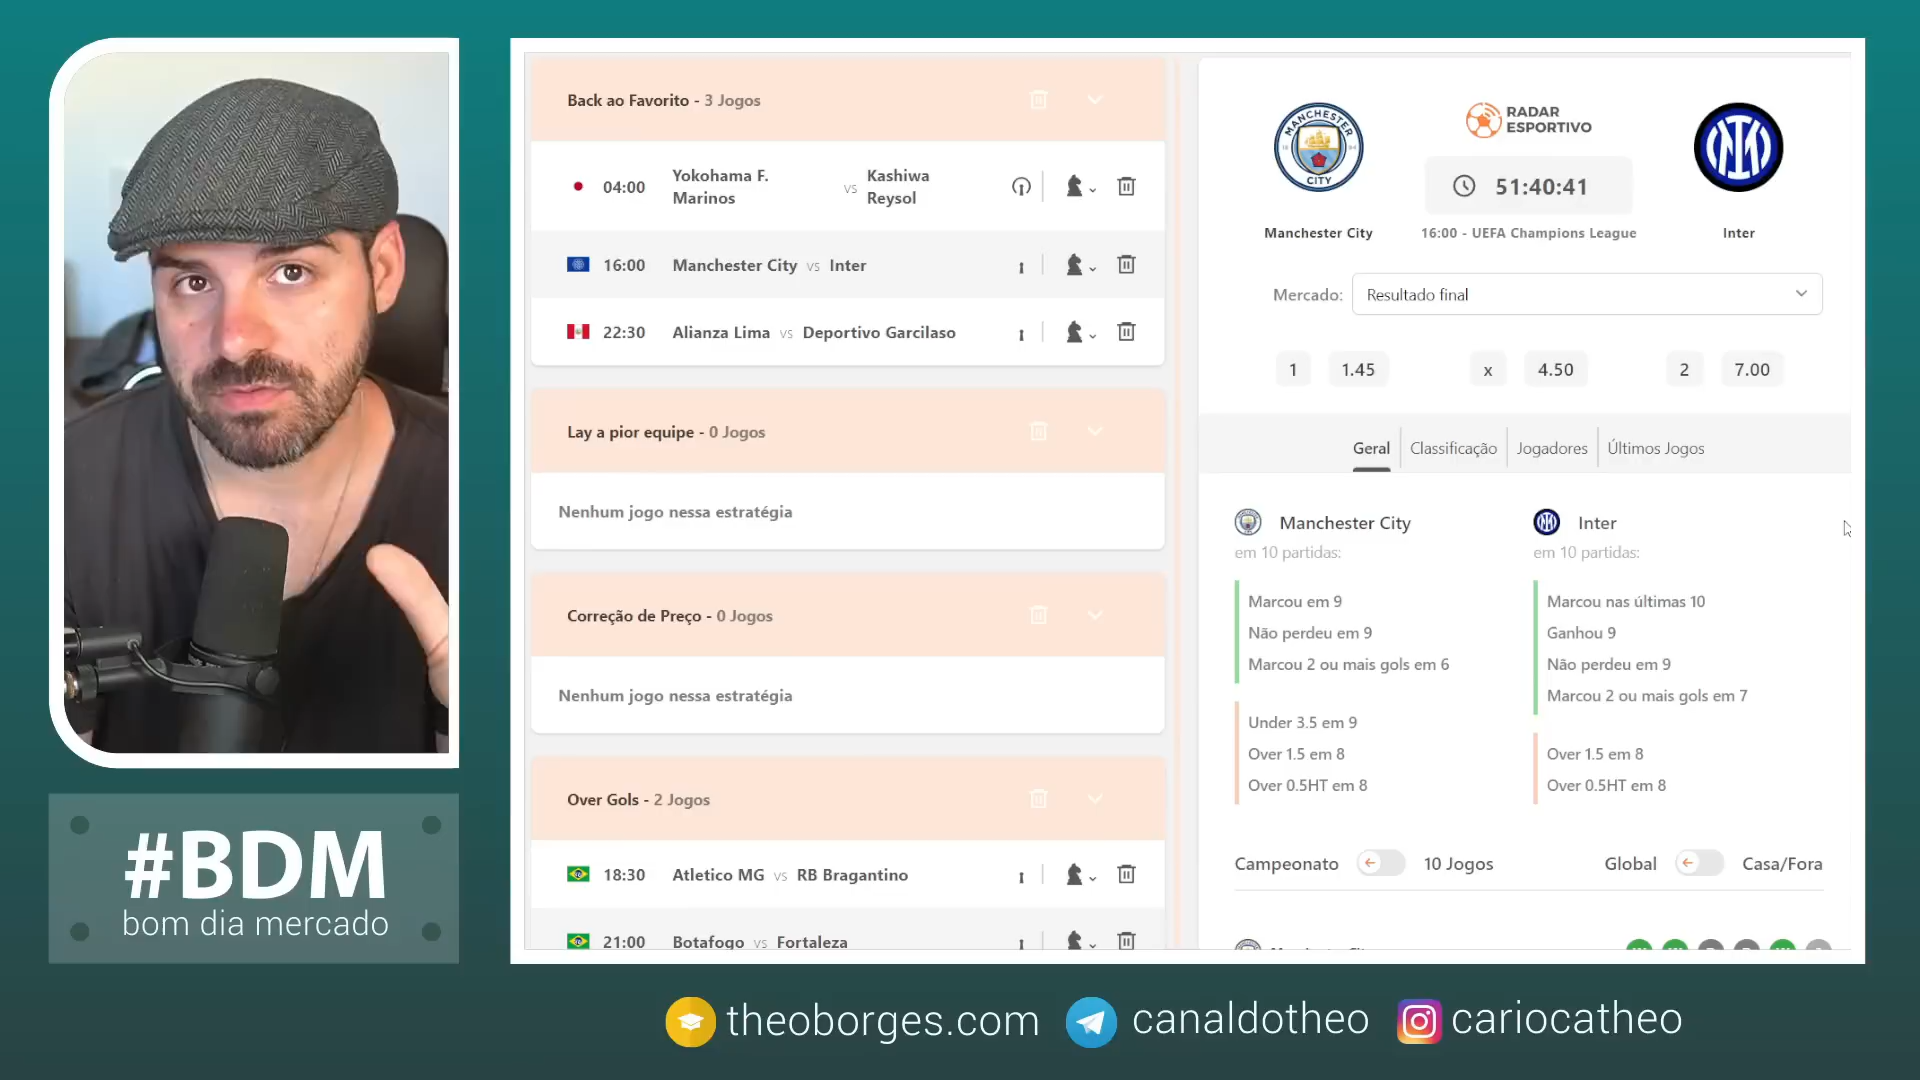 #BDM
bom dia mercado
Back ao Favorito - 3 Jogos
04:00 Yokohama F. Marinos vs Kashiwa Reysol
16:00 Manchester City vs Inter
22:30 Alianza Lima vs Deportivo Garcilaso
Lay a pior equipe - 0 Jogos
Nenhum jogo nessa estratégia
Correção de Preço - 0 Jogos
Nenhum jogo nessa estratégia
Over Gols - 2 Jogos
18:30 Atletico MG vs RB Bragantino
21:00 Botafogo vs Fortaleza
MANCHESTER
CITY
RADAR
ESPORTIVO
51:40:41
Manchester City
16:00 - UEFA Champions League
Inter
Mercado: Resultado final
1 1.45 x 4.50 2 7.00
Geral Classificação Jogadores Últimos Jogos
Manchester City
em 10 partidas:
Marcou em 9
Não perdeu em 9
Marcou 2 ou mais gols em 6
Under 3.5 em 9
Over 1.5 em 8
Over 0.5HT em 8
Inter
em 10 partidas:
Marcou nas últimas 10
Ganhou 9
Não perdeu em 9
Marcou 2 ou mais gols em 7
Over 1.5 em 8
Over 0.5HT em 8
Campeonato 10 Jogos Global Casa/Fora
theoborges.com canaldotheo cariocatheo